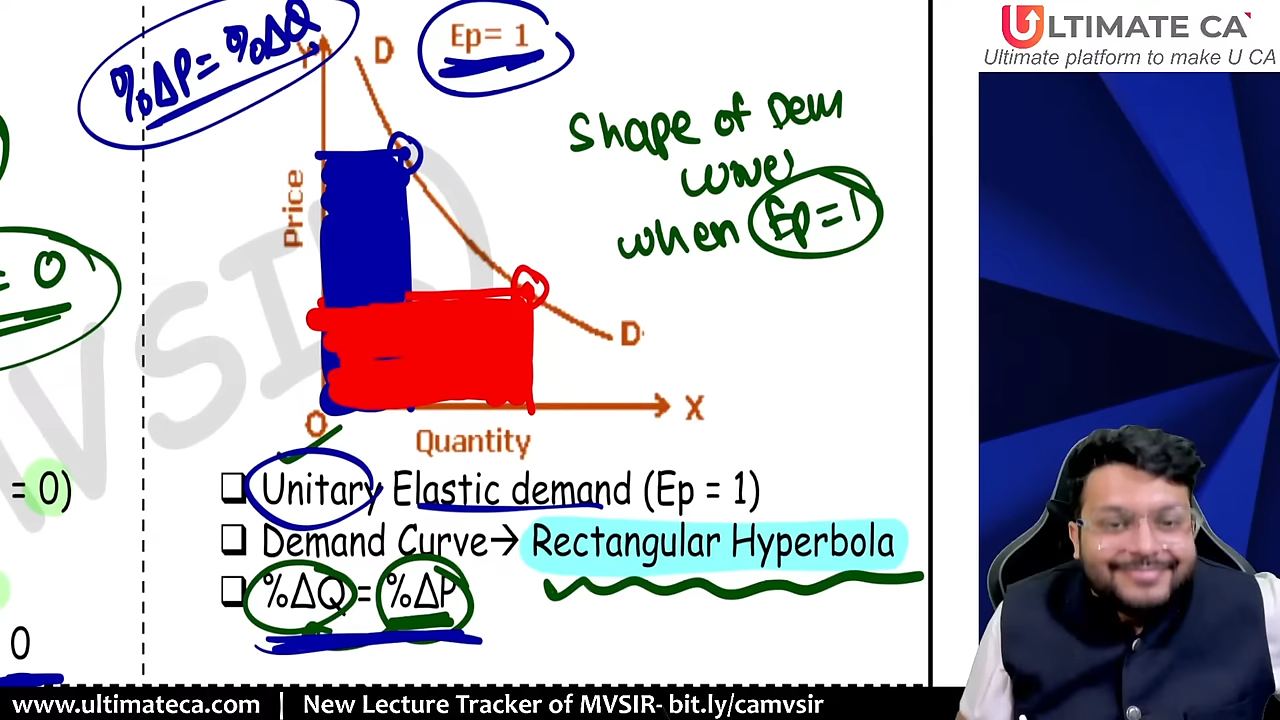 ULTIMATE CA
Ultimate platform to make U CA
%ΔP = %ΔQ
Y
D
Ep= 1
Shape of Dem
when Ep=1
Price
= 0
D
O
X
Quantity
= 0)
❑ Unitary Elastic demand (Ep = 1)
❑ Demand Curve→ Rectangular Hyperbola
❑ %ΔQ = %ΔP
0
www.ultimateca.com | New Lecture Tracker of MVSIR- bit.ly/camvsir